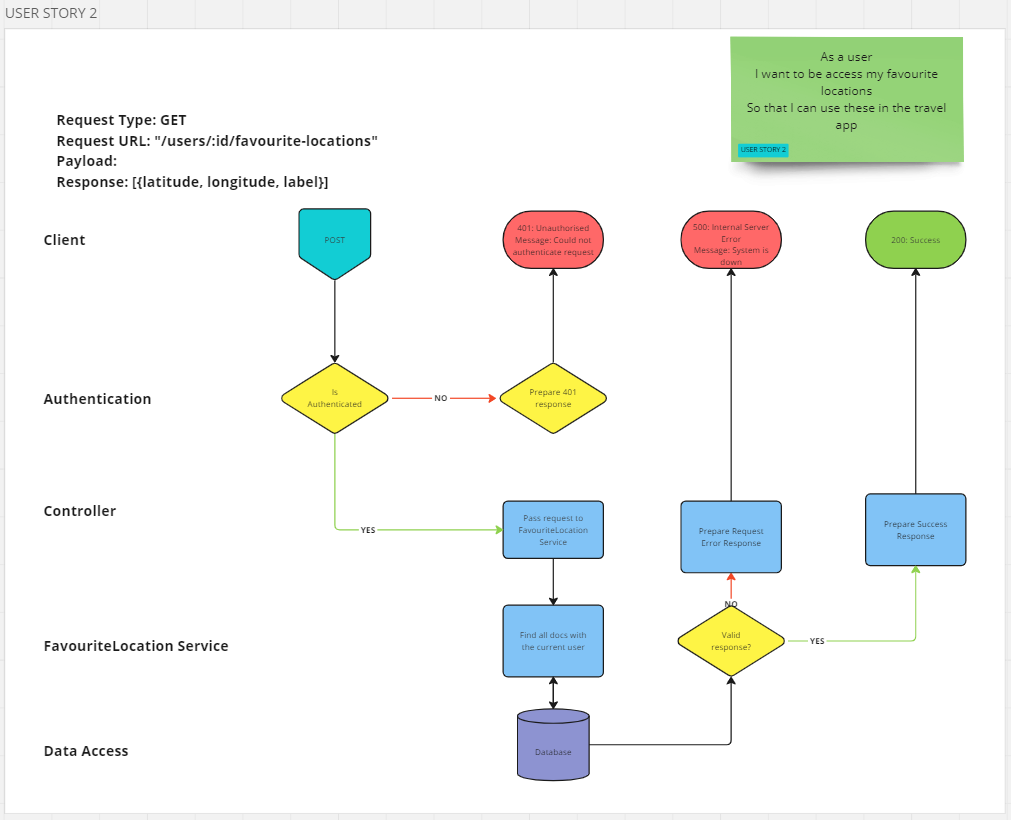 USER STORY 2
As a user
I want to be access my favourite
locations
So that I can use these in the travel
app
USER STORY 2
Request Type: GET
Request URL: "/users/:id/favourite-locations"
Payload:
Response: [{latitude, longitude, label}]
Client
POST
401: Unauthorised
Message: Could not
authenticate request
500: Internal Server
Error
Message: System is
down
200: Success
Authentication
Is
Authenticated
NO
Prepare 401
response
Controller
YES
Pass request to
FavouriteLocation
Service
Prepare Request
Error Response
Prepare Success
Response
NO
FavouriteLocation Service
Find all docs with
the current user
Valid
response?
YES
Data Access
Database